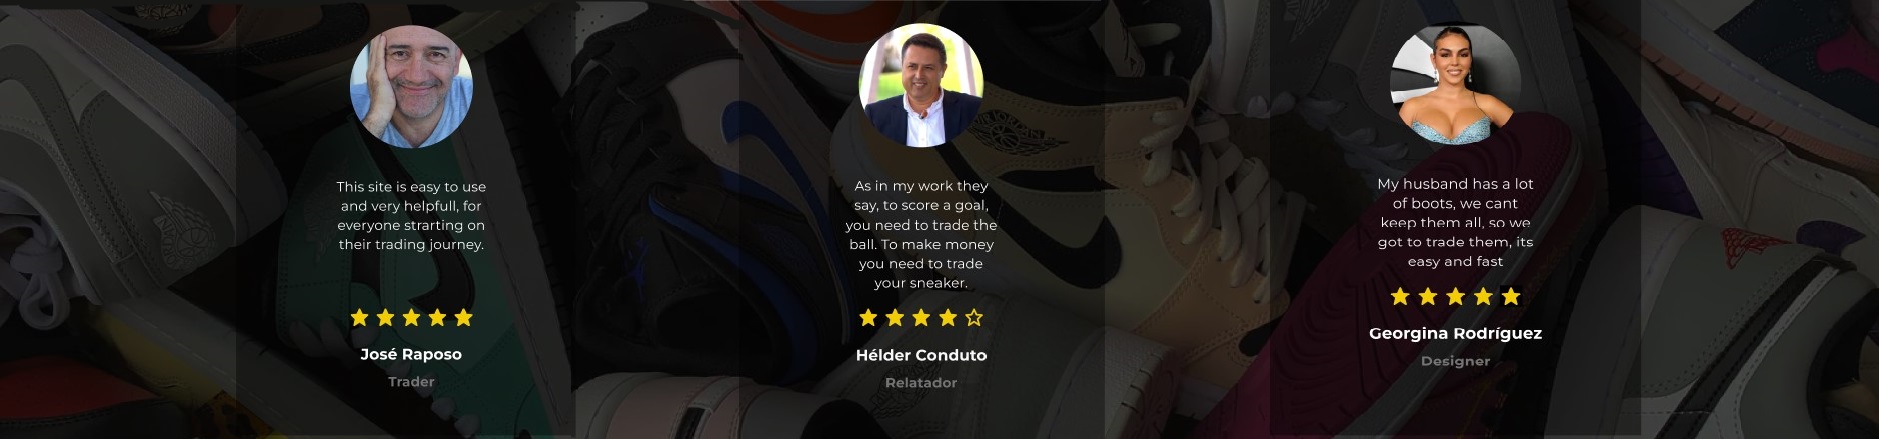 This site is easy to use
and very helpfull, for
everyone strarting on
their trading journey.
José Raposo
Trader
As in my work they
say, to score a goal,
you need to trade the
ball. To make money
you need to trade
your sneaker.
Hélder Conduto
Relatador
My husband has a lot
of boots, we cant
keep them all, so we
got to trade them, its
easy and fast
Georgina Rodríguez
Designer
AIR JORDAN